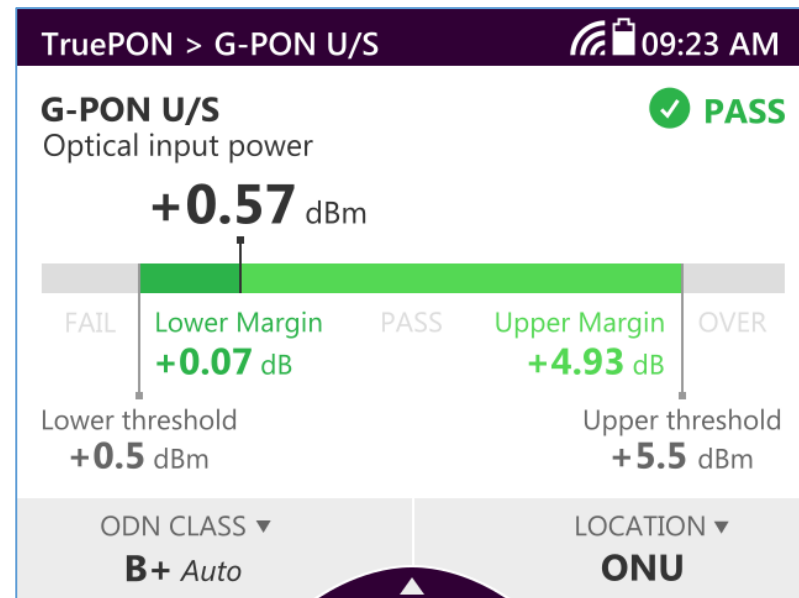 TruePON > G-PON U/S 09:23 AM
G-PON U/S PASS
Optical input power
+0.57 dBm
FAIL Lower Margin PASS Upper Margin OVER
+0.07 dB +4.93 dB
Lower threshold Upper threshold
+0.5 dBm +5.5 dBm
ODN CLASS ▼ LOCATION ▼
B+ Auto ONU